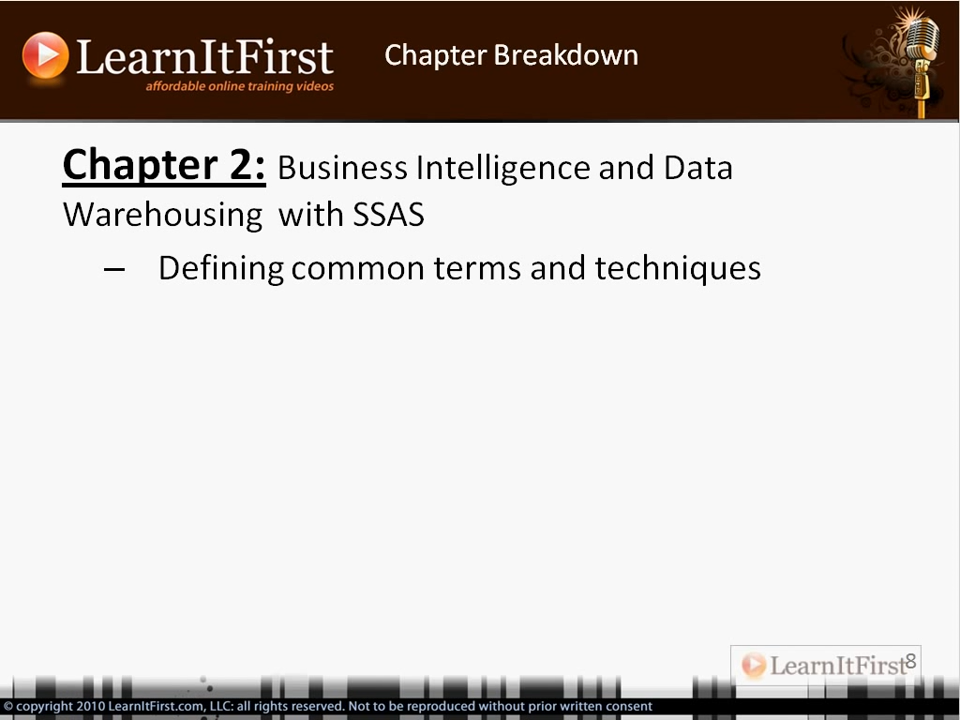 LearnItFirst
affordable online training videos
Chapter Breakdown
Chapter 2: Business Intelligence and Data
Warehousing with SSAS
– Defining common terms and techniques
LearnItFirst
8
© copyright 2010 LearnItFirst.com, LLC: all rights reserved. Not to be reproduced without prior written consent